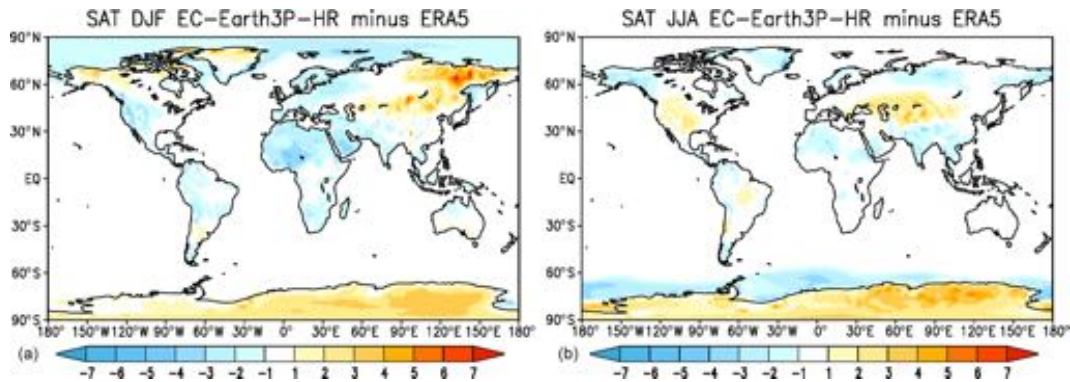 SAT DJF EC-Earth3P-HR minus ERA5
90°N
60°N
30°N
EQ
30°S
60°S
90°S
180° 150°W 120°W 90°W 60°W 30°W 0° 30°E 60°E 90°E 120°E 150°E 180°
(a) -7 -6 -5 -4 -3 -2 -1 1 2 3 4 5 6 7
SAT JJA EC-Earth3P-HR minus ERA5
90°N
60°N
30°N
EQ
30°S
60°S
90°S
180° 150°W 120°W 90°W 60°W 30°W 0° 30°E 60°E 90°E 120°E 150°E 180°
(b) -7 -6 -5 -4 -3 -2 -1 1 2 3 4 5 6 7